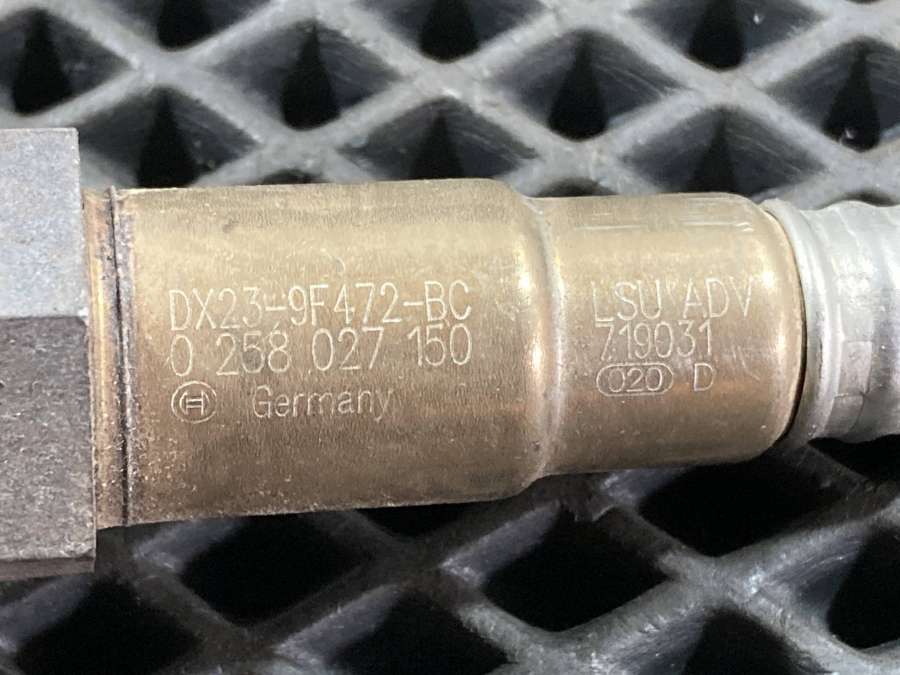 DX23-9F472-BC
0 258 027 150
Germany
LSU ADV
719031
020 D